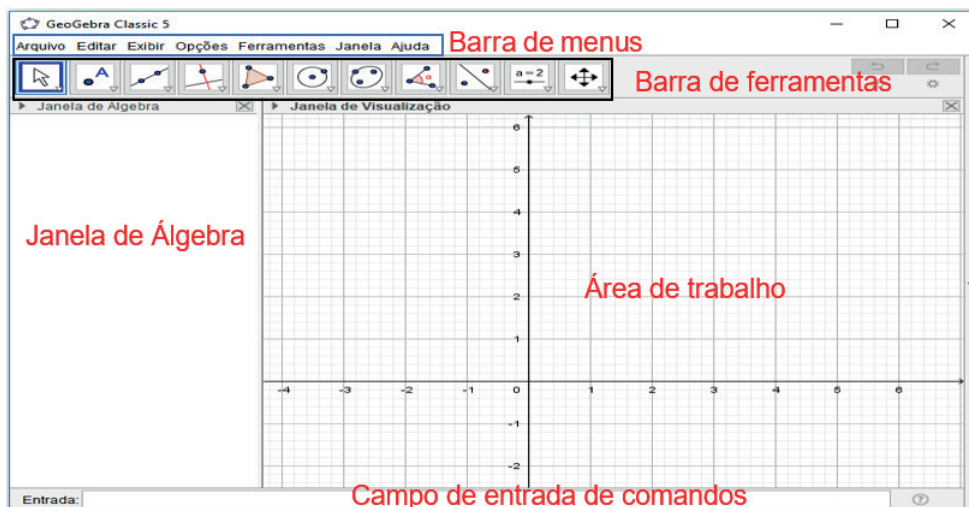 GeoGebra Classic 5
Arquivo Editar Exibir Opções Ferramentas Janela Ajuda
Barra de menus
A
α
a=2
Barra de ferramentas
Janela de Álgebra
Janela de Visualização
6
5
4
3
2
1
0
-1
-2
-4 -3 -2 -1 1 2 3 4 5 6
Janela de Álgebra
Área de trabalho
Entrada:
Campo de entrada de comandos
?